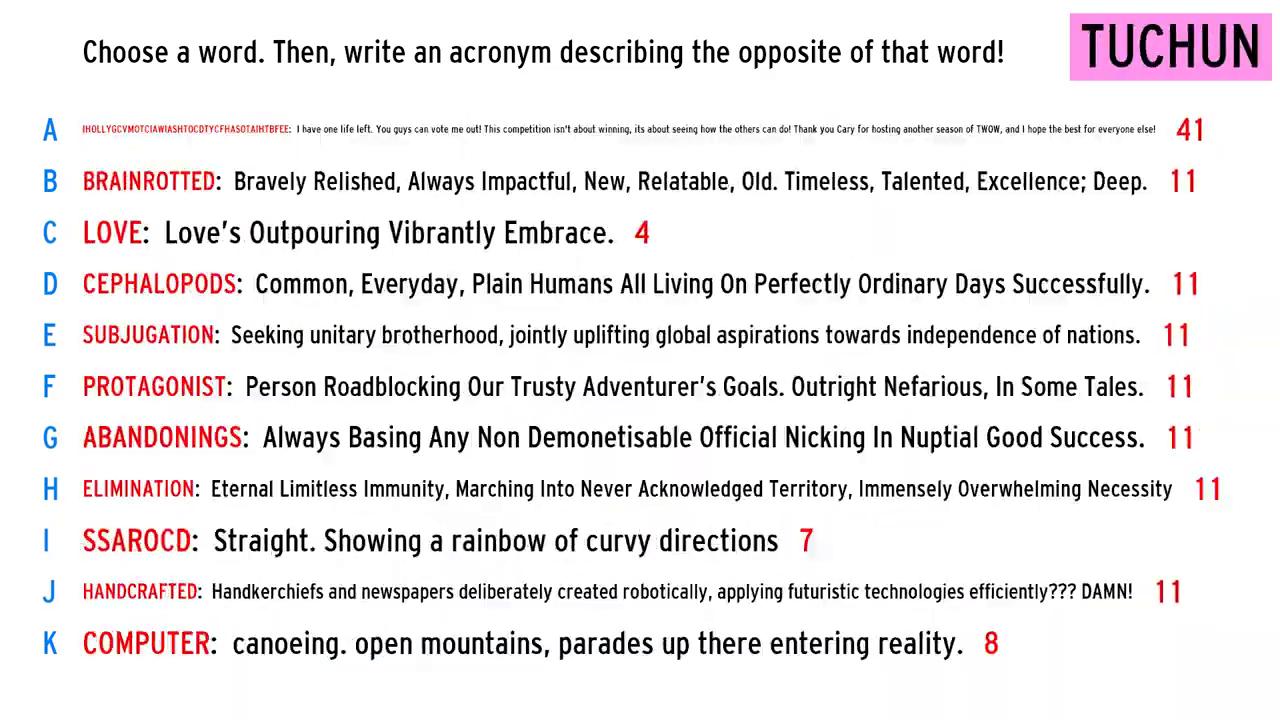 Choose a word. Then, write an acronym describing the opposite of that word!
TUCHUN
A IHOLLYGCVMOTCIAWIASHTOCDTYCFHASOTAIHTBFEE: I have one life left. You guys can vote me out! This competition isn't about winning, its about seeing how the others can do! Thank you Cary for hosting another season of TWOW, and I hope the best for everyone else! 41
B BRAINROTTED: Bravely Relished, Always Impactful, New, Relatable, Old. Timeless, Talented, Excellence; Deep. 11
C LOVE: Love's Outpouring Vibrantly Embrace. 4
D CEPHALOPODS: Common, Everyday, Plain Humans All Living On Perfectly Ordinary Days Successfully. 11
E SUBJUGATION: Seeking unitary brotherhood, jointly uplifting global aspirations towards independence of nations. 11
F PROTAGONIST: Person Roadblocking Our Trusty Adventurer's Goals. Outright Nefarious, In Some Tales. 11
G ABANDONINGS: Always Basing Any Non Demonetisable Official Nicking In Nuptial Good Success. 11
H ELIMINATION: Eternal Limitless Immunity, Marching Into Never Acknowledged Territory, Immensely Overwhelming Necessity 11
I SSAROCD: Straight. Showing a rainbow of curvy directions 7
J HANDCRAFTED: Handkerchiefs and newspapers deliberately created robotically, applying futuristic technologies efficiently??? DAMN! 11
K COMPUTER: canoeing. open mountains, parades up there entering reality. 8